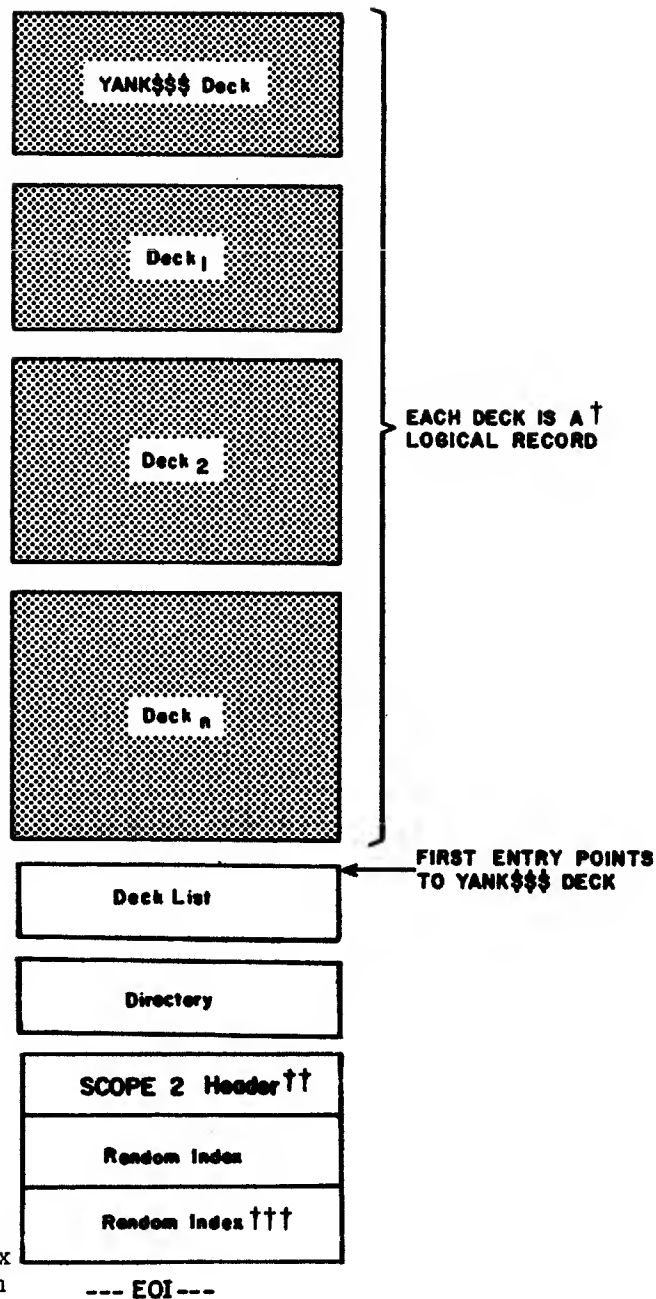 YANK$$$ Deck
Deck 1
Deck 2
Deck n
EACH DECK IS A †
LOGICAL RECORD
FIRST ENTRY POINTS
TO YANK$$$ DECK
Deck List
Directory
SCOPE 2 Header ††
Random Index
Random Index †††
x
--- EOI ---